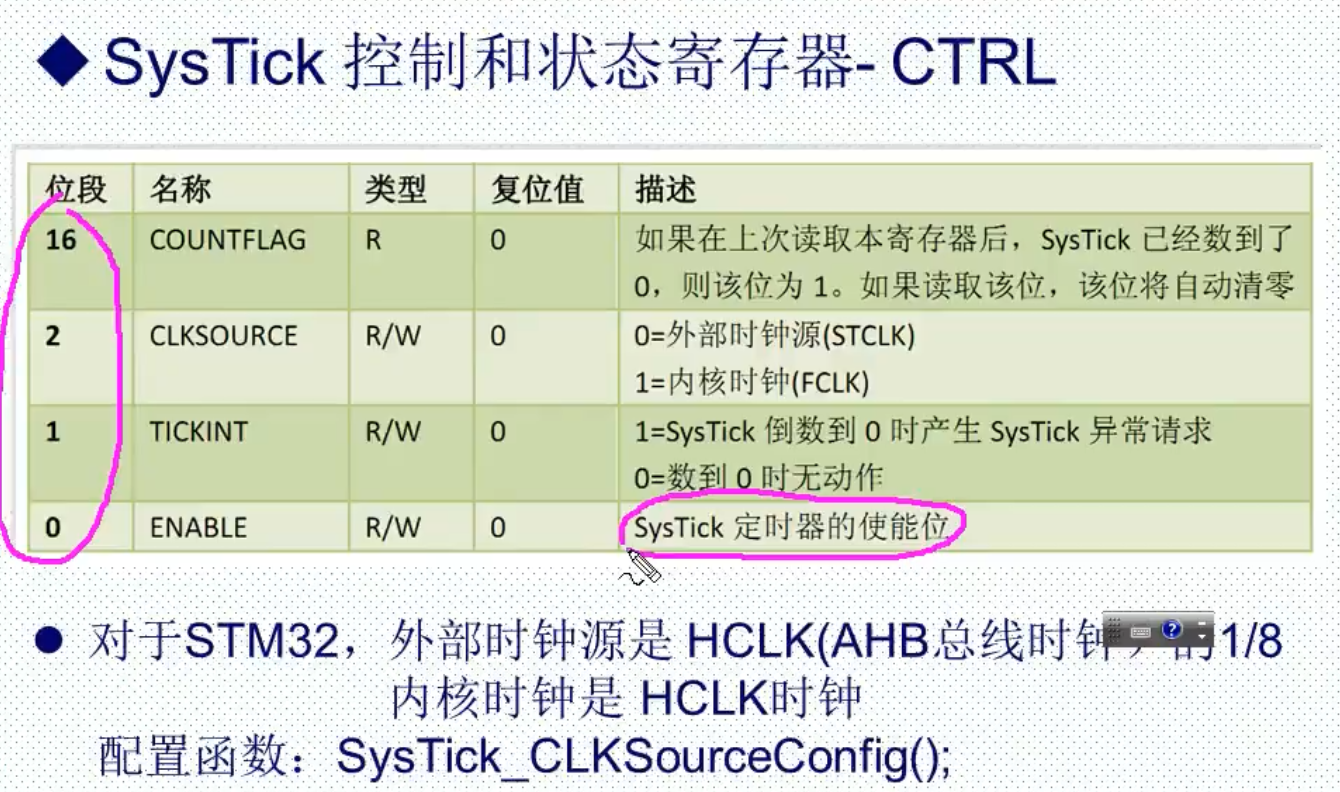 SysTick 控制和状态寄存器- CTRL
位段 名称 类型 复位值 描述
16 COUNTFLAG R 0 如果在上次读取本寄存器后，SysTick 已经数到了
0，则该位为 1。如果读取该位，该位将自动清零
2 CLKSOURCE R/W 0 0=外部时钟源(STCLK)
1=内核时钟(FCLK)
1 TICKINT R/W 0 1=SysTick 倒数到 0 时产生 SysTick 异常请求
0=数到 0 时无动作
0 ENABLE R/W 0 SysTick 定时器的使能位
对于STM32，外部时钟源是 HCLK(AHB总线时钟 1/8
内核时钟是 HCLK时钟
配置函数：SysTick_CLKSourceConfig();